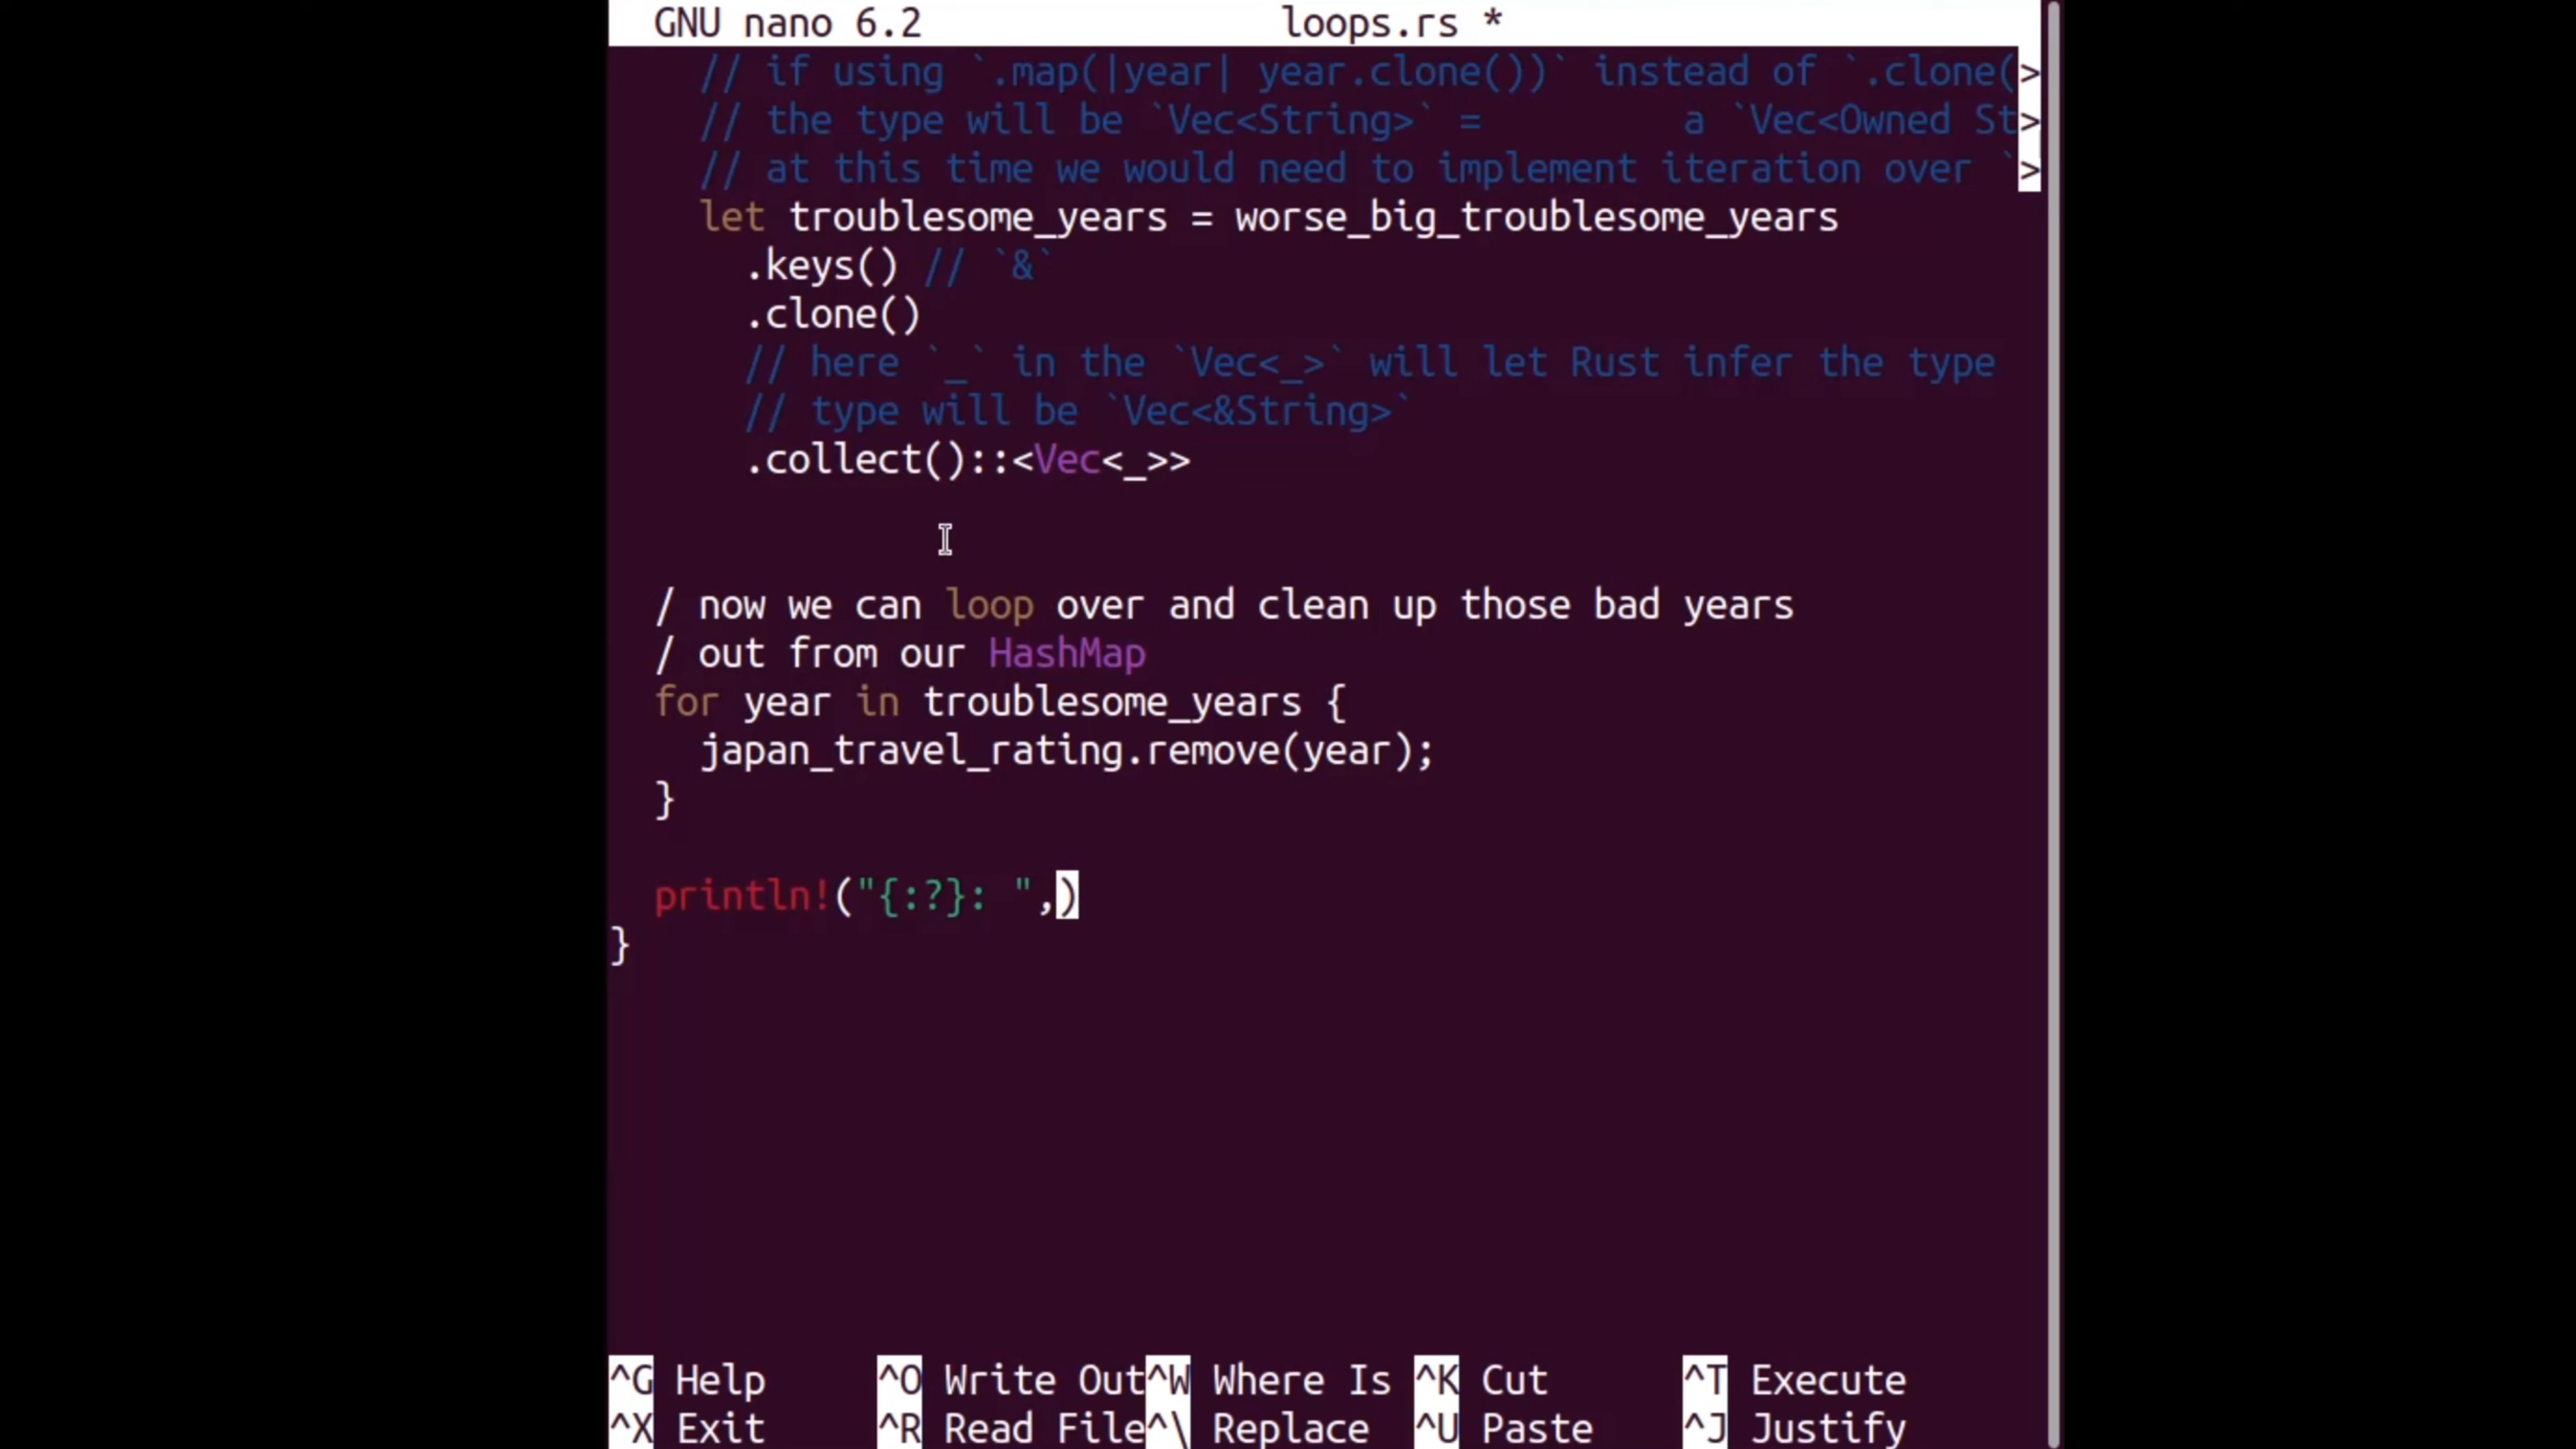 GNU nano 6.2 loops.rs *
// if using `.map(|year| year.clone())` instead of `.clone(>
// the type will be `Vec<String>` = a `Vec<Owned St>
// at this time we would need to implement iteration over `>
let troublesome_years = worse_big_troublesome_years
.keys() // `&`
.clone()
// here `_` in the `Vec<_>` will let Rust infer the type
// type will be `Vec<&String>`
.collect()::<Vec<_>>
/ now we can loop over and clean up those bad years
/ out from our HashMap
for year in troublesome_years {
japan_travel_rating.remove(year);
}
println!("{:?}: ",)
}
^G Help ^O Write Out ^W Where Is ^K Cut ^T Execute
^X Exit ^R Read File ^\ Replace ^U Paste ^J Justify